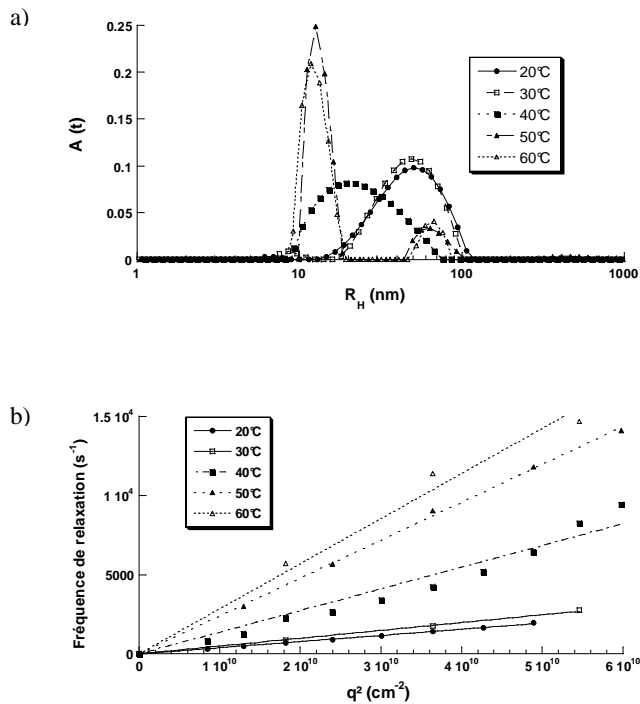 a)
A (t)
0.25
0.2
0.15
0.1
0.05
0
1
10
100
1000
R_H (nm)
20°C
30°C
40°C
50°C
60°C
b)
Fréquence de relaxation (s⁻¹)
1.5 10⁴
1 10⁴
5000
0
0
1 10¹⁰
2 10¹⁰
3 10¹⁰
4 10¹⁰
5 10¹⁰
6 10¹⁰
q² (cm⁻²)
20°C
30°C
40°C
50°C
60°C